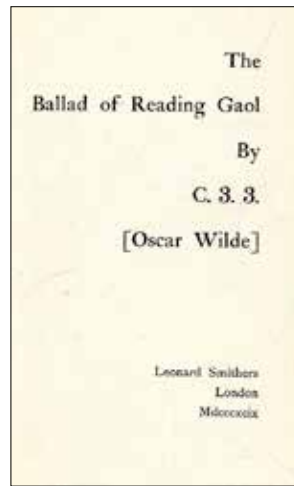 The
Ballad of Reading Gaol
By
C. 3. 3.
[Oscar Wilde]
Leonard Smithers
London
Mdcccxcix